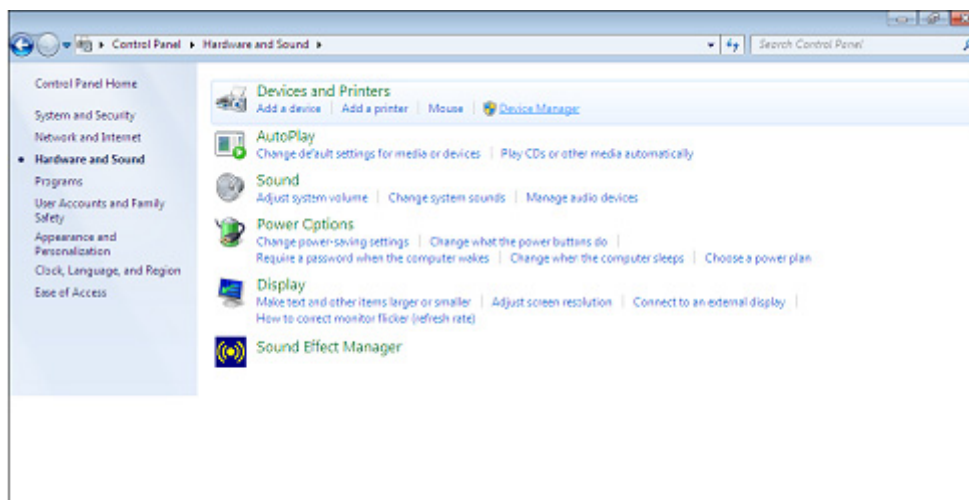 Control Panel Hardware and Sound Search Control Panel
Control Panel Home
System and Security
Network and Internet
Hardware and Sound
Programs
User Accounts and Family
Safety
Appearance and
Personalization
Clock, Language, and Region
Ease of Access
Devices and Printers
Add a device Add a printer Mouse Device Manager
AutoPlay
Change default settings for media or devices Play CDs or other media automatically
Sound
Adjust system volume Change system sounds Manage audio devices
Power Options
Change power-saving settings Change what the power buttons do
Require a password when the computer wakes Change when the computer sleeps Choose a power plan
Display
Make text and other items larger or smaller Adjust screen resolution Connect to an external display
How to correct monitor flicker (refresh rate)
Sound Effect Manager